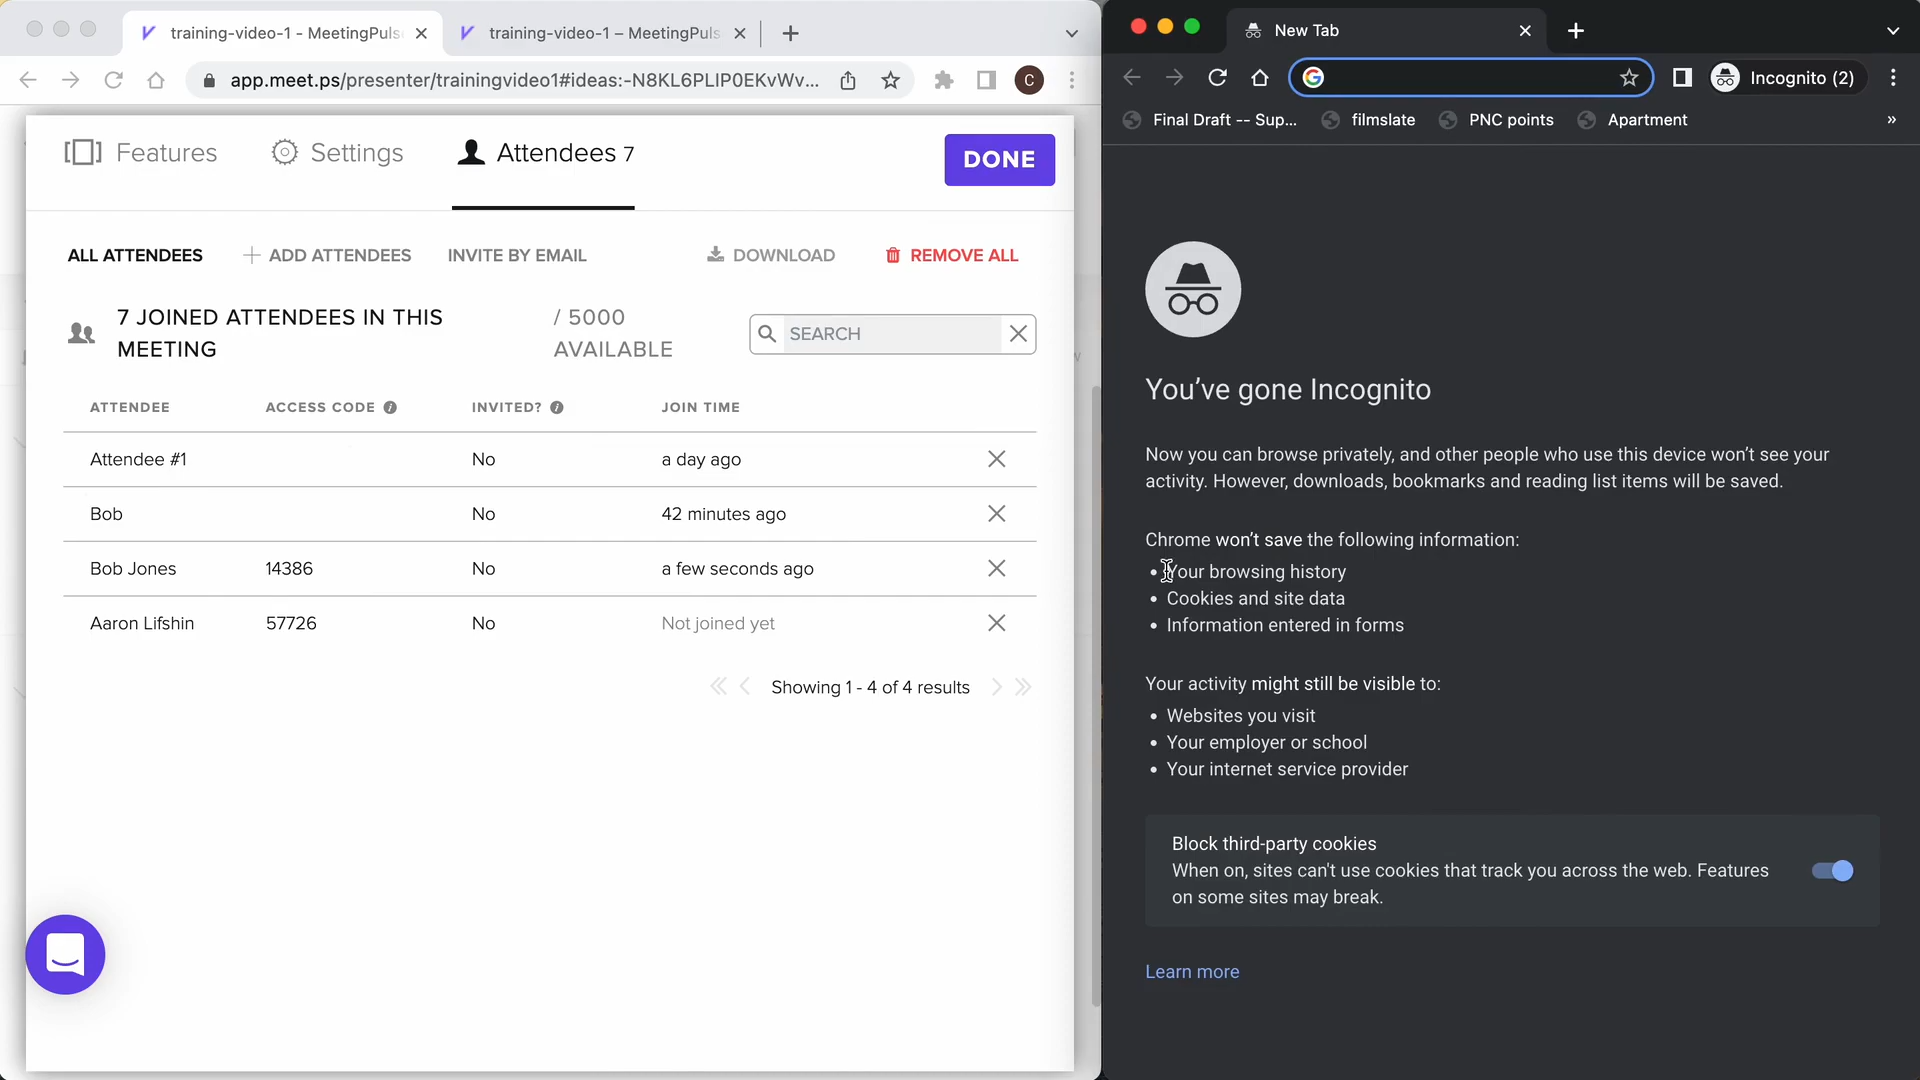 training-video-1 - MeetingPuls
training-video-1 – MeetingPuls
app.meet.ps/presenter/trainingvideo1#ideas:-N8KL6PLIP0EKvWv...
C
Features
Settings
Attendees 7
DONE
ALL ATTENDEES
ADD ATTENDEES
INVITE BY EMAIL
DOWNLOAD
REMOVE ALL
7 JOINED ATTENDEES IN THIS
MEETING
/ 5000
AVAILABLE
SEARCH
ATTENDEE ACCESS CODE INVITED? JOIN TIME
Attendee #1 No a day ago
Bob No 42 minutes ago
Bob Jones 14386 No a few seconds ago
Aaron Lifshin 57726 No Not joined yet
Showing 1 - 4 of 4 results
New Tab
Incognito (2)
Final Draft -- Sup...
filmslate
PNC points
Apartment
»
You've gone Incognito
Now you can browse privately, and other people who use this device won't see your
activity. However, downloads, bookmarks and reading list items will be saved.
Chrome won't save the following information:
• Your browsing history
• Cookies and site data
• Information entered in forms
Your activity might still be visible to:
• Websites you visit
• Your employer or school
• Your internet service provider
Block third-party cookies
When on, sites can't use cookies that track you across the web. Features
on some sites may break.
Learn more